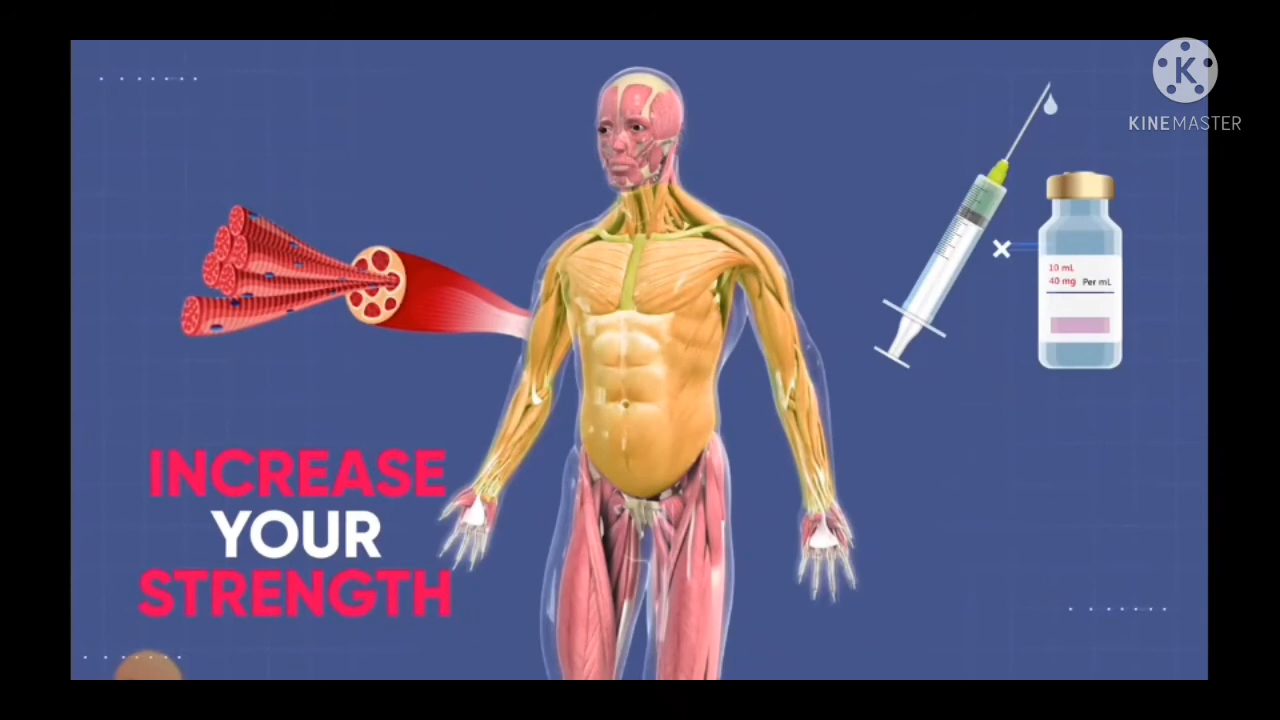 KINEMASTER
10 mL
40 mg Per mL
INCREASE
YOUR
STRENGTH